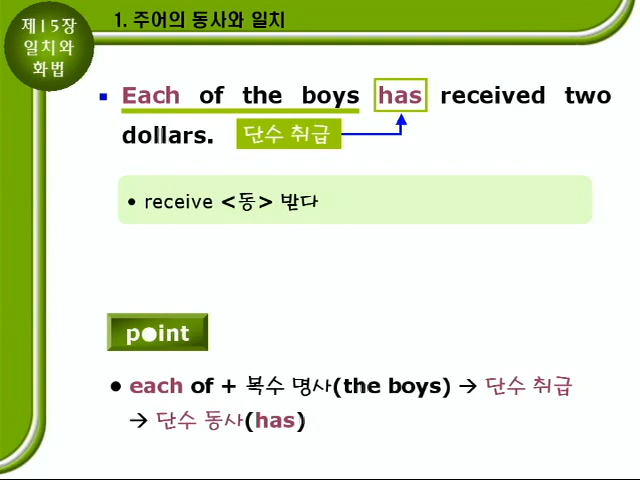 제15장
일치와
화법
1. 주어의 동사와 일치
▪ Each of the boys has received two
dollars. 단수 취급
• receive <동> 받다
point
• each of + 복수 명사(the boys) → 단수 취급
→ 단수 동사(has)